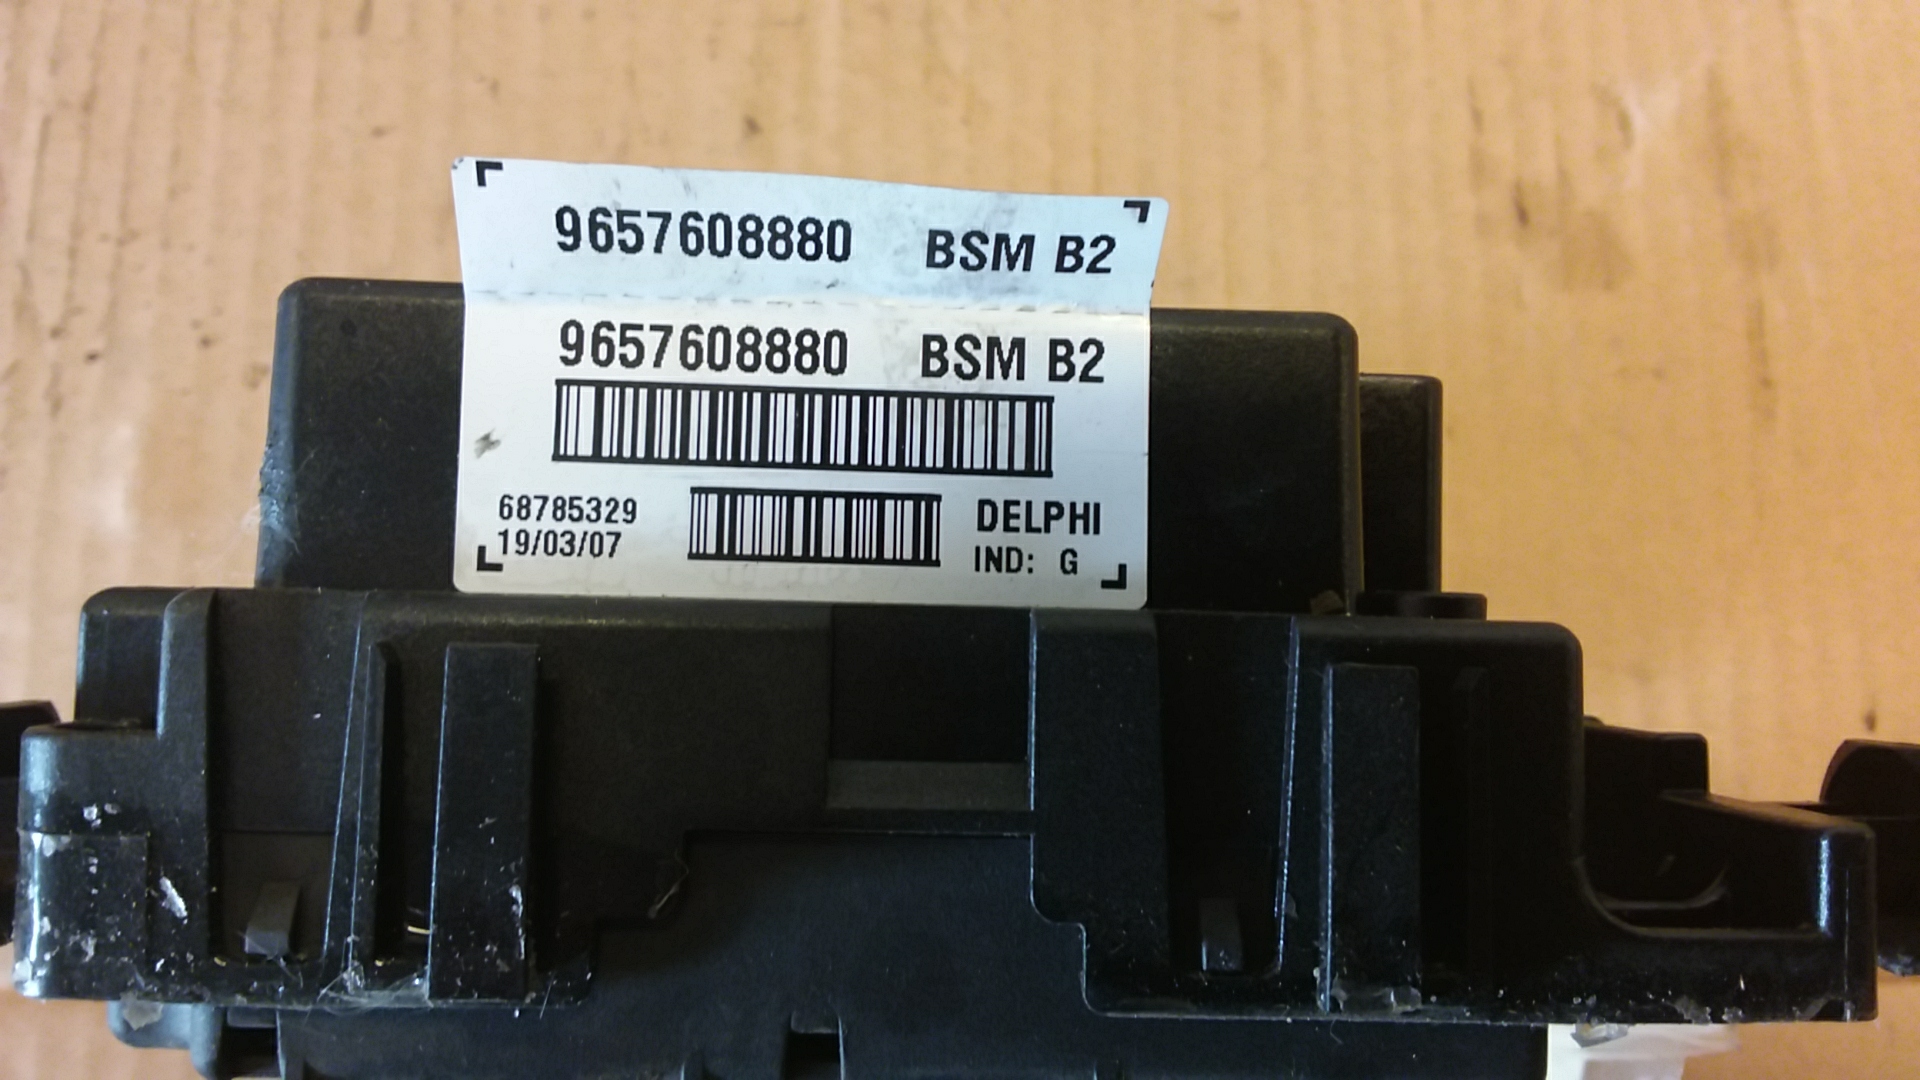 9657608880 BSM B2
9657608880 BSM B2
68785329 DELPHI
19/03/07 IND: G